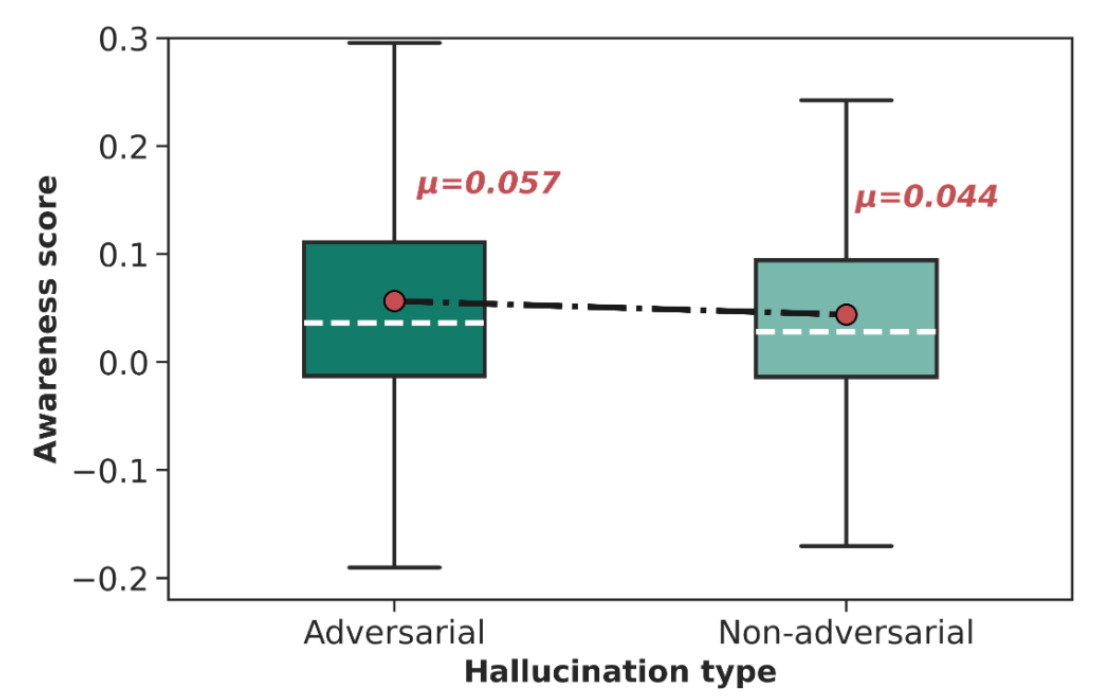 0.3
0.2
0.1
0.0
−0.1
−0.2
Awareness score
μ=0.057
μ=0.044
Adversarial
Non-adversarial
Hallucination type